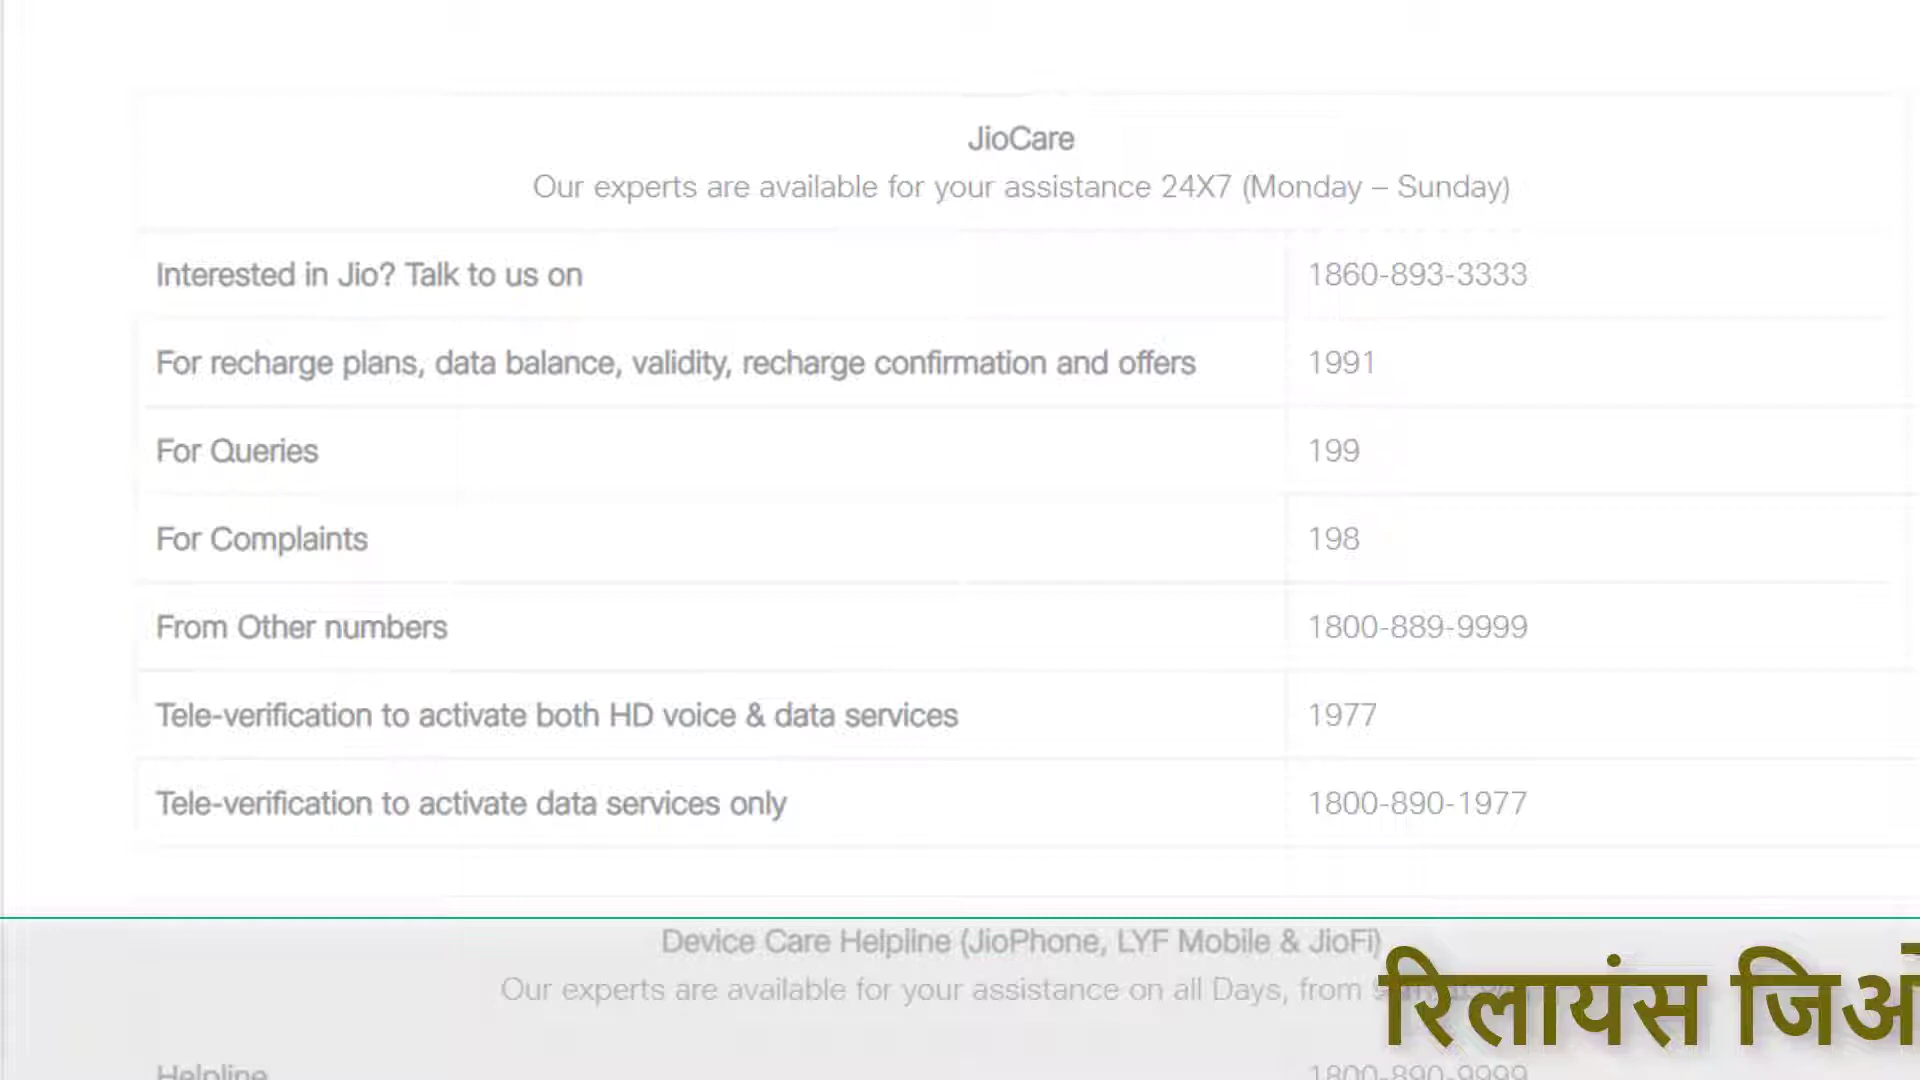 JioCare
Our experts are available for your assistance 24X7 (Monday – Sunday)
Interested in Jio? Talk to us on 1860-893-3333
For recharge plans, data balance, validity, recharge confirmation and offers 1991
For Queries 199
For Complaints 198
From Other numbers 1800-889-9999
Tele-verification to activate both HD voice & data services 1977
Tele-verification to activate data services only 1800-890-1977
Device Care Helpline (JioPhone, LYF Mobile & JioFi)
Our experts are available for your assistance on all Days, from
रिलायंस जिओ
Helpline 1800-890-9999